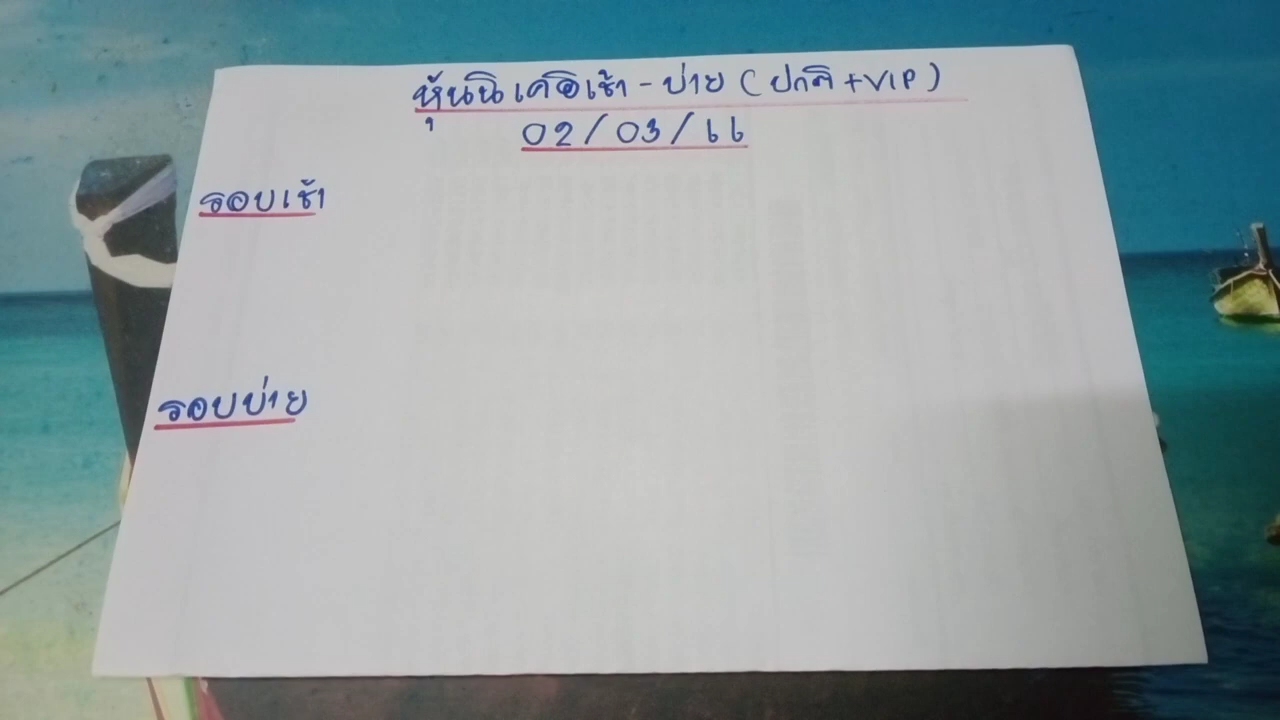 หุ้นนิเคอิเช้า - บ่าย ( ปกติ + VIP )
02/03/66
รอบเช้า
รอบบ่าย